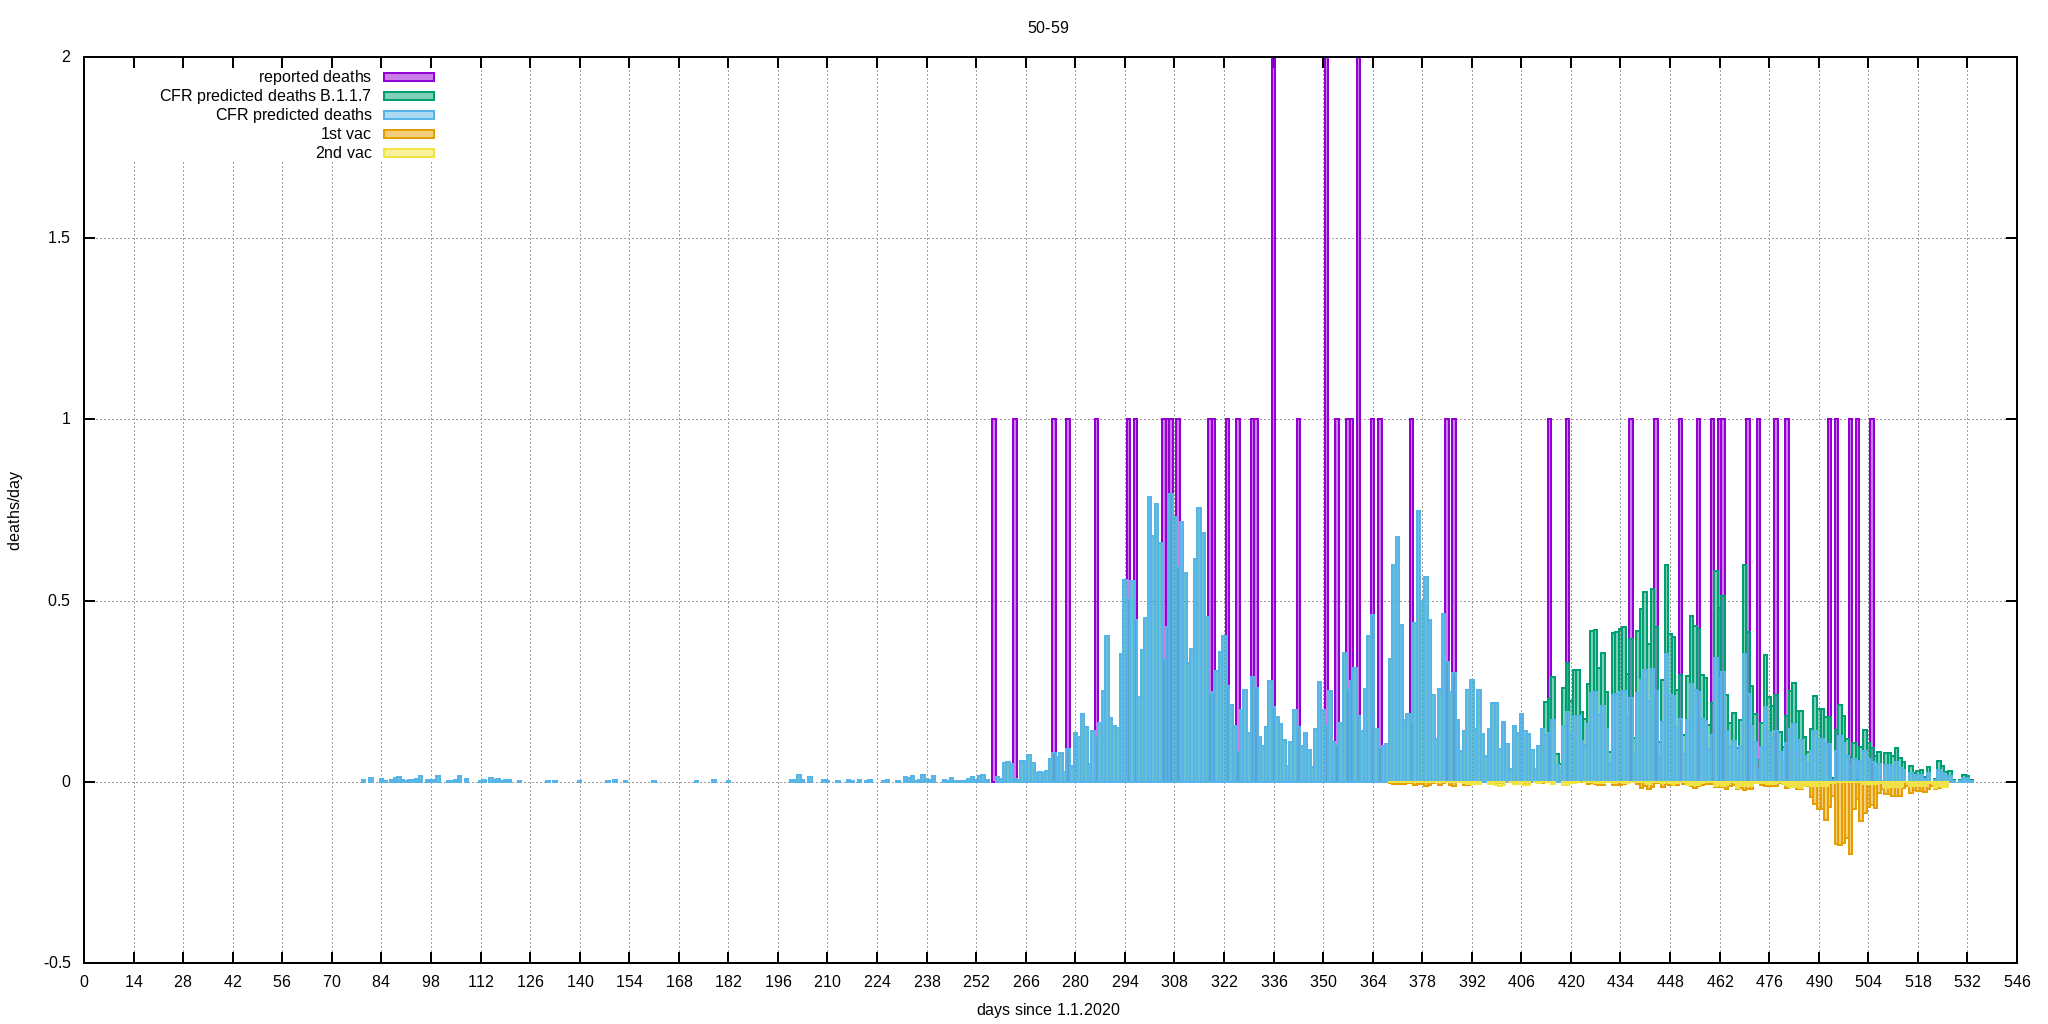 50-59
reported deaths
CFR predicted deaths B.1.1.7
CFR predicted deaths
1st vac
2nd vac
2
1.5
1
0.5
0
-0.5
deaths/day
0 14 28 42 56 70 84 98 112 126 140 154 168 182 196 210 224 238 252 266 280 294 308 322 336 350 364 378 392 406 420 434 448 462 476 490 504 518 532 546
days since 1.1.2020